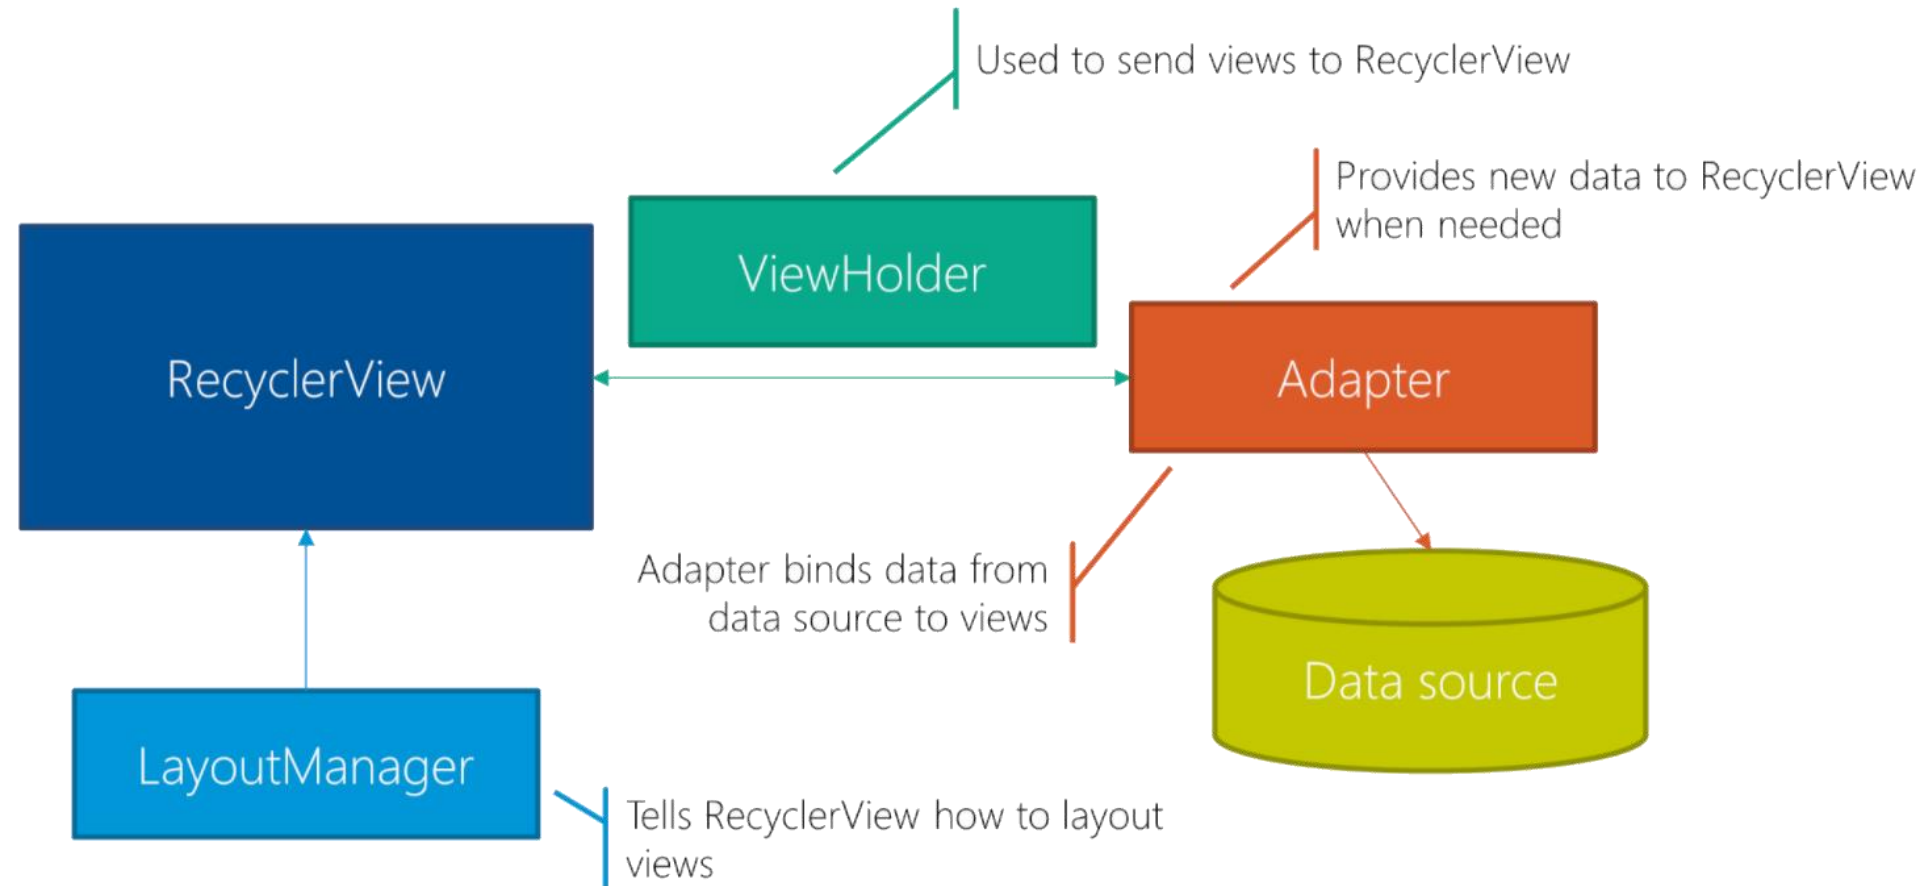 Used to send views to RecyclerView
Provides new data to RecyclerView
when needed
ViewHolder
RecyclerView
Adapter
Adapter binds data from
data source to views
Data source
LayoutManager
Tells RecyclerView how to layout
views